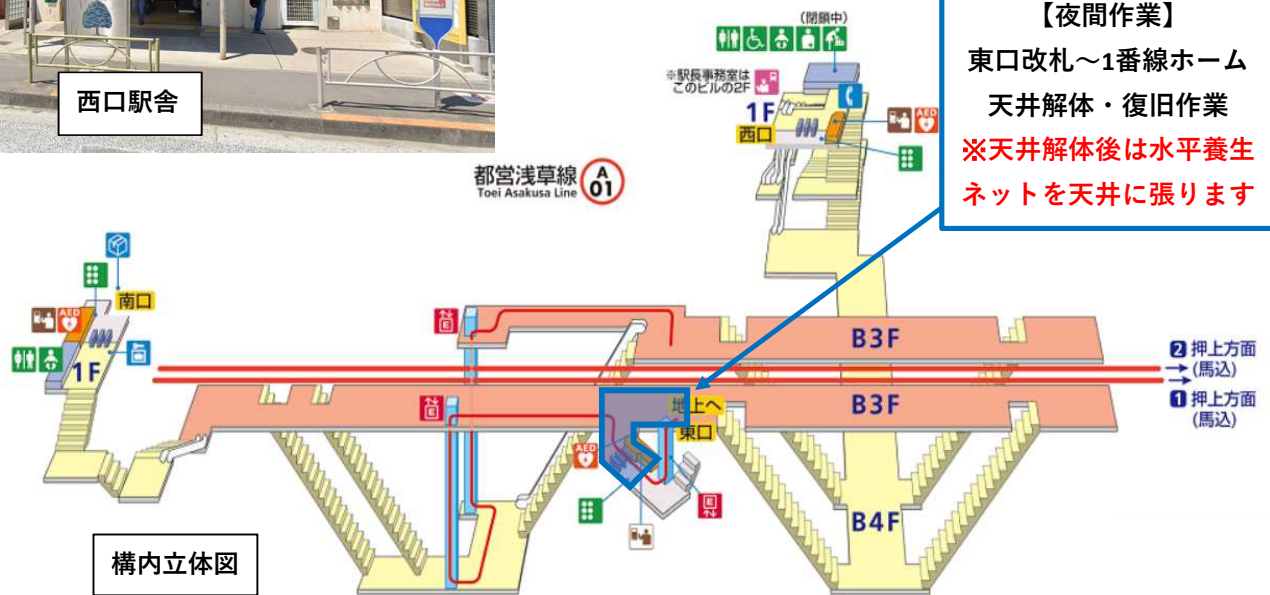 西口駅舎
【夜間作業】
東口改札～1番線ホーム
天井解体・復旧作業
※天井解体後は水平養生
ネットを天井に張ります
(閉鎖中)
※駅長事務室は
このビルの2F
1F
西口
AED
都営浅草線
Toei Asakusa Line
A
01
南口
AED
1F
E
B3F
2 押上方面
(馬込)
E
地上へ
B3F
1 押上方面
(馬込)
東口
AED
E
B4F
構内立体図